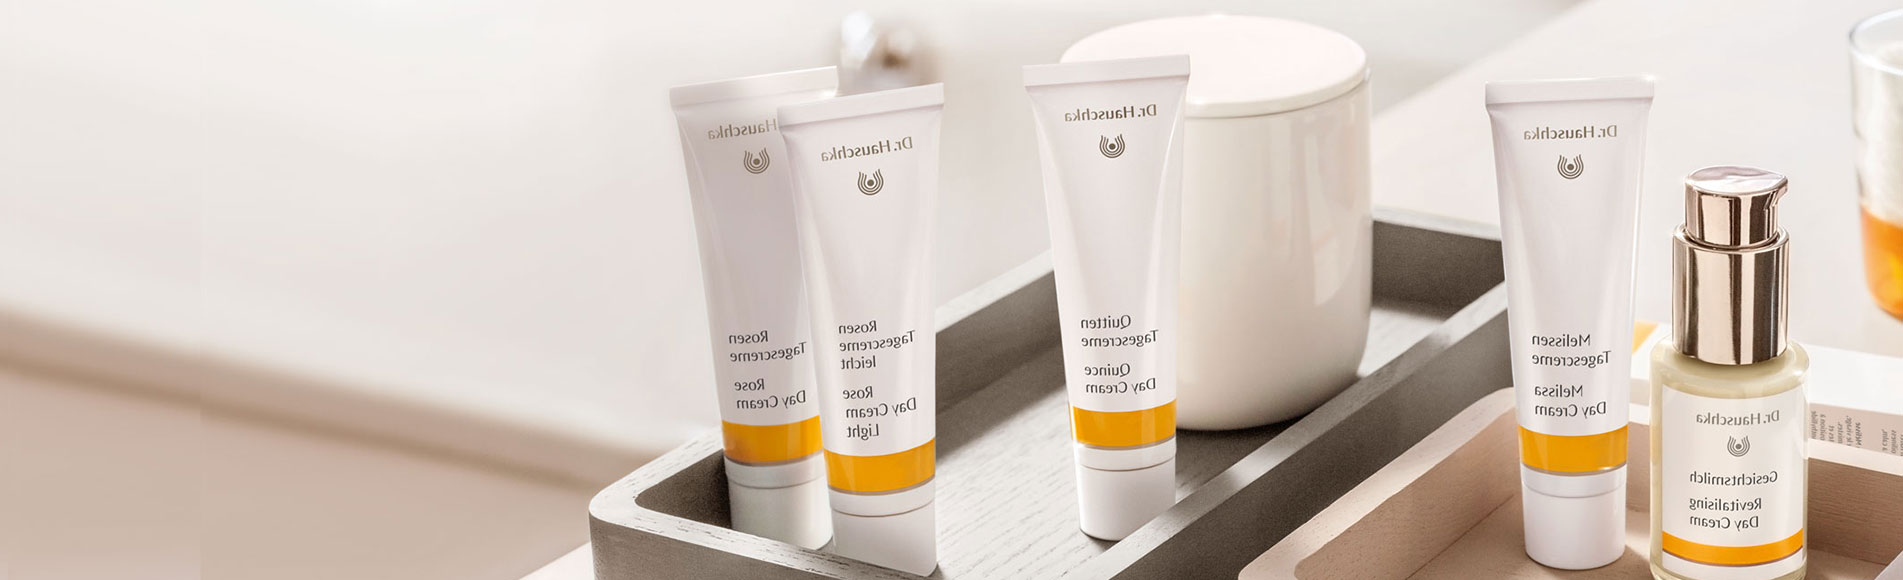 Dr. Hauschka
Rosen
Tagescreme
Rose
Day Cream
Dr. Hauschka
Rosen
Tagescreme
leicht
Rose
Day Cream
Light
Dr. Hauschka
Quitten
Tagescreme
Quince
Day Cream
Dr. Hauschka
Melissen
Tagescreme
Melissa
Day Cream
Dr. Hauschka
Gesichtsmilch
Revitalising
Day Cream